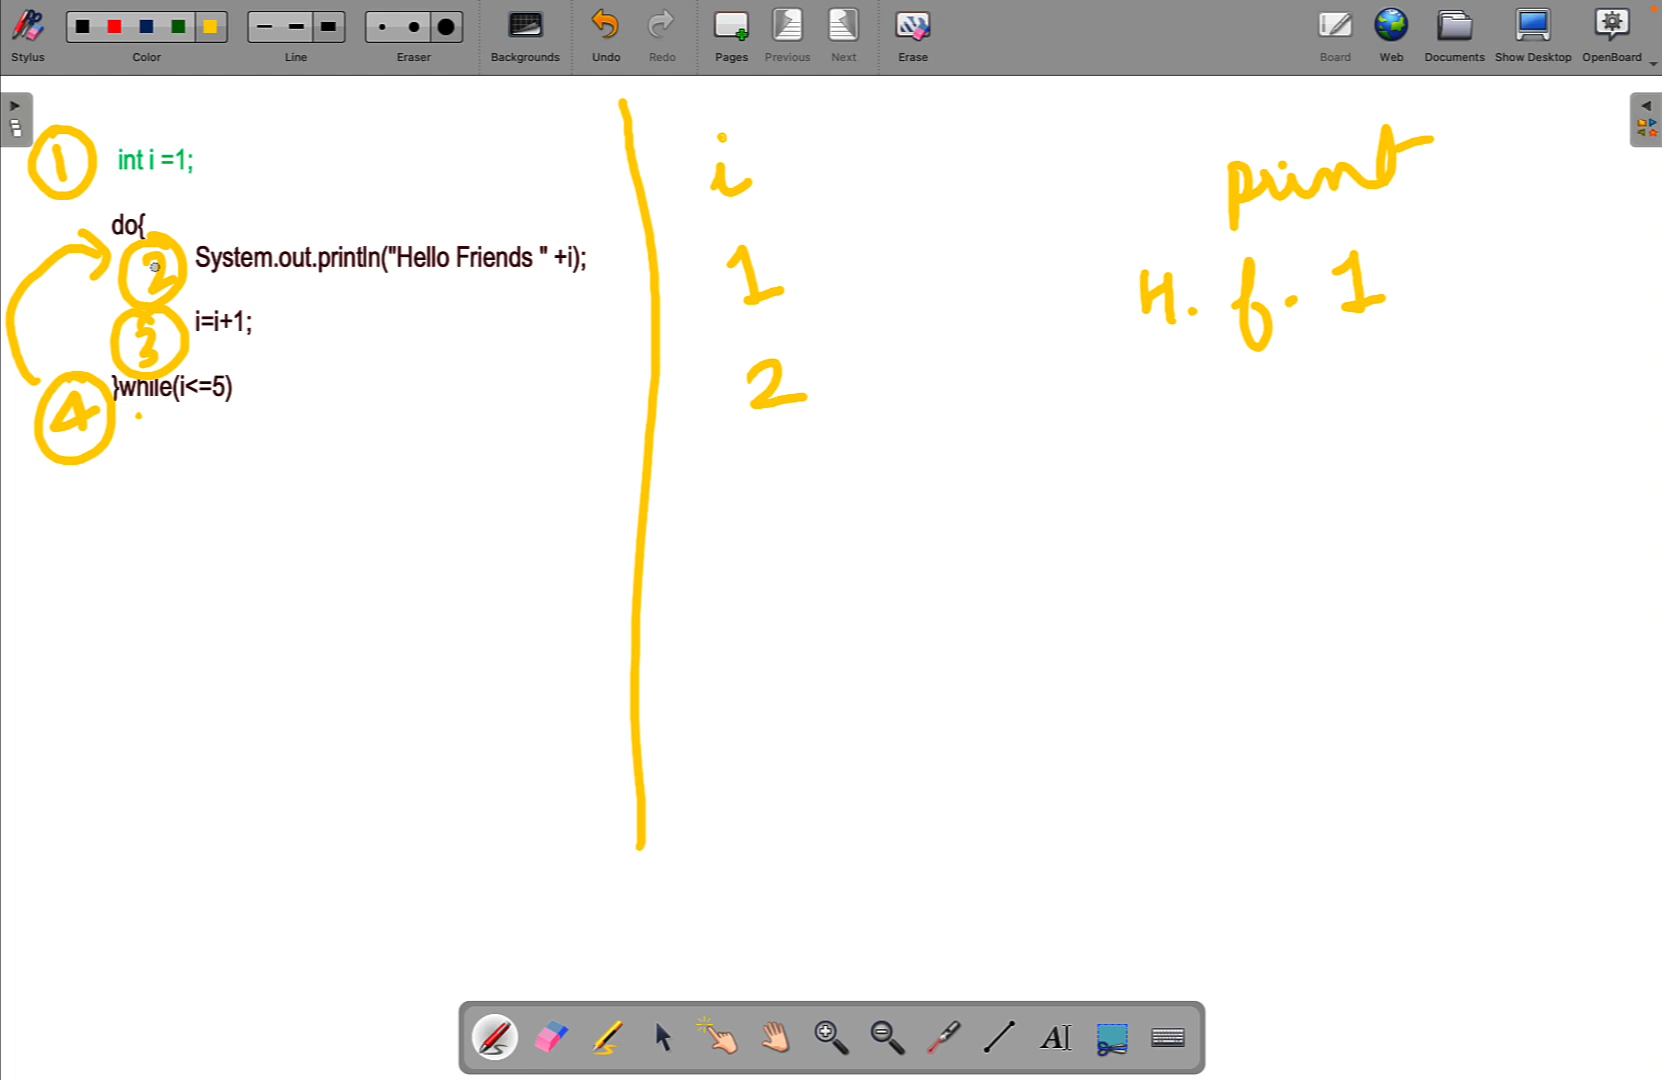 Stylus
Color
Line
Eraser
Backgrounds
Undo
Redo
Pages
Previous
Next
Erase
Board
Web
Documents
Show Desktop
OpenBoard
1 int i =1;
do{
2 System.out.println("Hello Friends " +i);
3 i=i+1;
4 }while(i<=5)
i print
1 H. f. 1
2